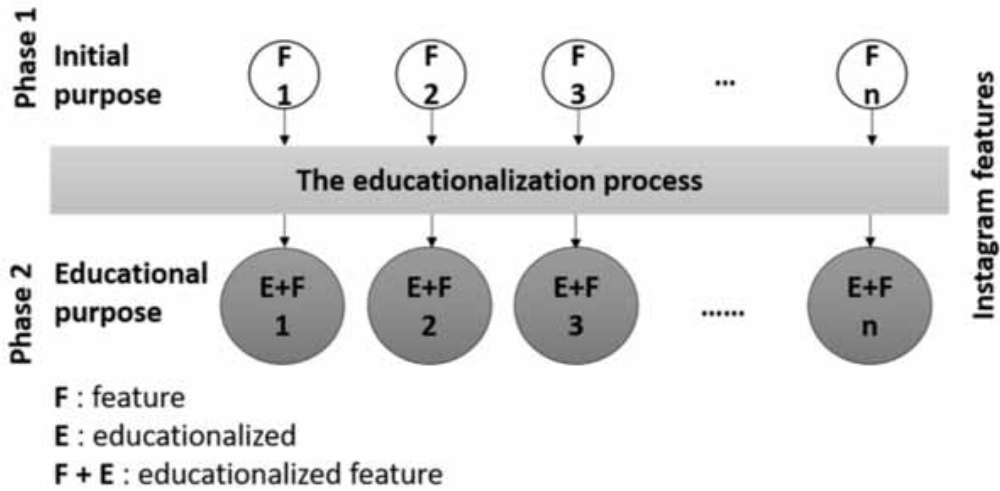 Phase 1
Initial
purpose
F
1
F
2
F
3
...
F
n
The educationalization process
Phase 2
Educational
purpose
E+F
1
E+F
2
E+F
3
......
E+F
n
Instagram features
F : feature
E : educationalized
F + E : educationalized feature